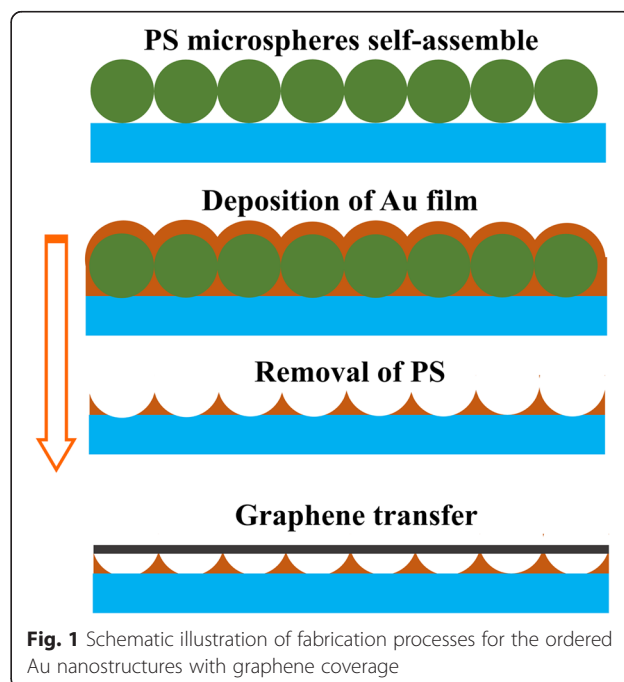 PS microspheres self-assemble
Deposition of Au film
Removal of PS
Graphene transfer
Fig. 1 Schematic illustration of fabrication processes for the ordered
Au nanostructures with graphene coverage